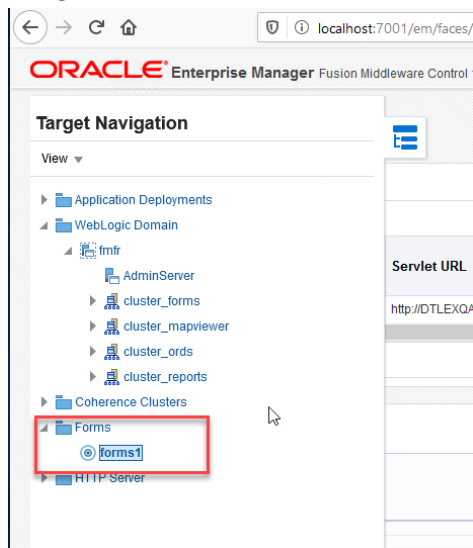 localhost:7001/em/faces/
ORACLE Enterprise Manager Fusion Middleware Control
Target Navigation
View
Application Deployments
WebLogic Domain
fmfr
AdminServer
cluster_forms
cluster_mapviewer
cluster_ords
cluster_reports
Coherence Clusters
Forms
forms1
HTTP Server
Servlet URL
http://DTLEXQA